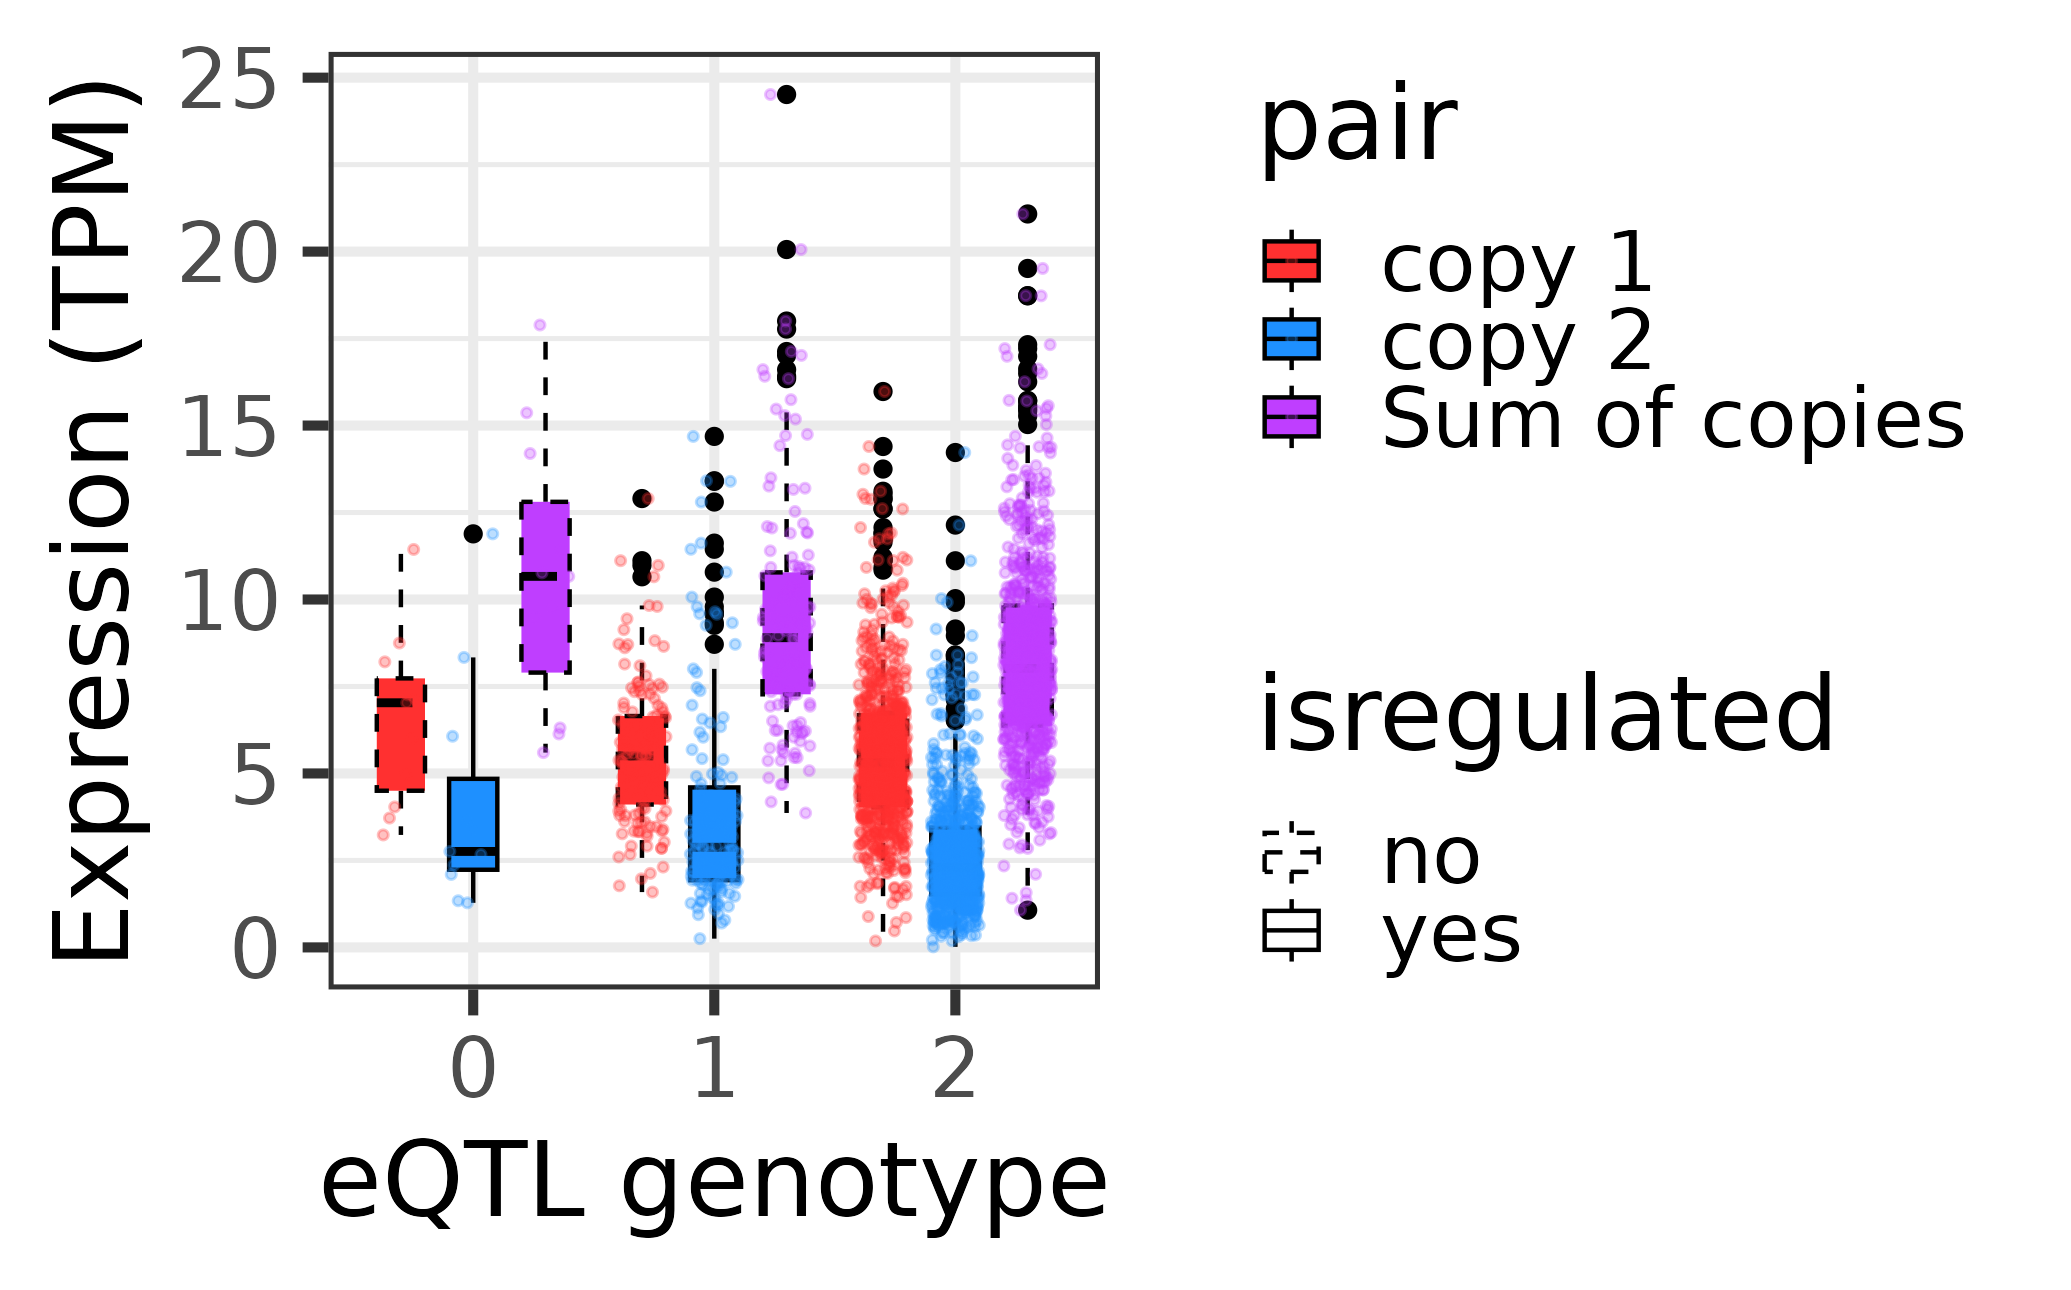 Expression (TPM)
25
20
15
10
5
0
0 1 2
eQTL genotype
pair
copy 1
copy 2
Sum of copies
isregulated
no
yes